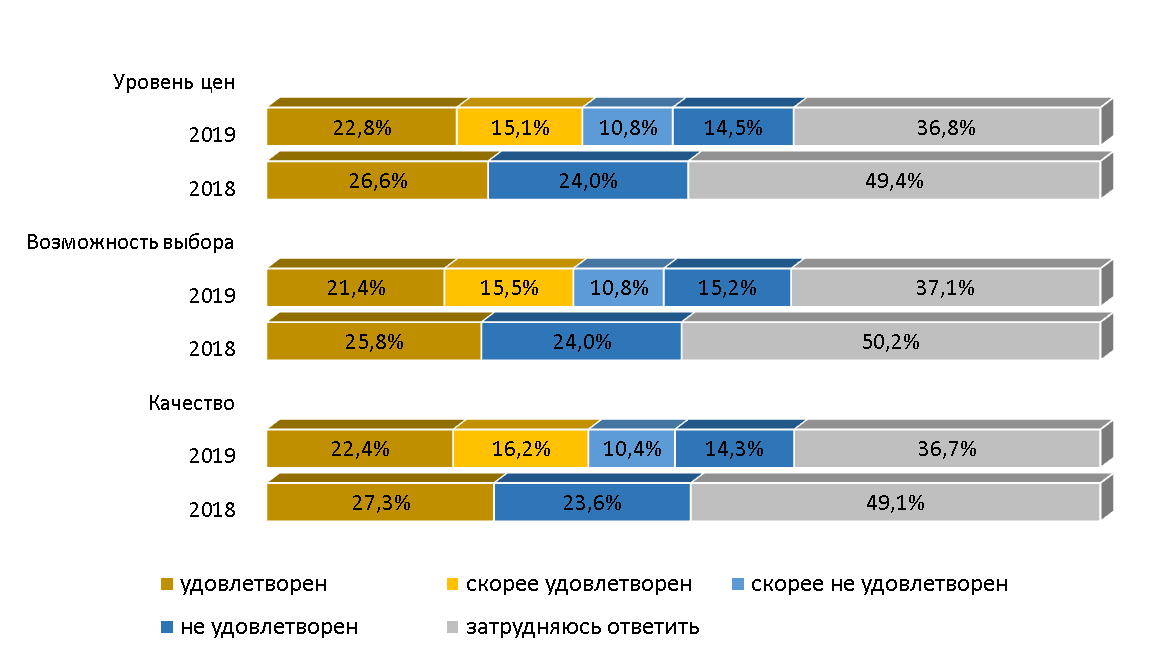 Уровень цен
2019 22,8% 15,1% 10,8% 14,5% 36,8%
2018 26,6% 24,0% 49,4%
Возможность выбора
2019 21,4% 15,5% 10,8% 15,2% 37,1%
2018 25,8% 24,0% 50,2%
Качество
2019 22,4% 16,2% 10,4% 14,3% 36,7%
2018 27,3% 23,6% 49,1%
удовлетворен скорее удовлетворен скорее не удовлетворен
не удовлетворен затрудняюсь ответить